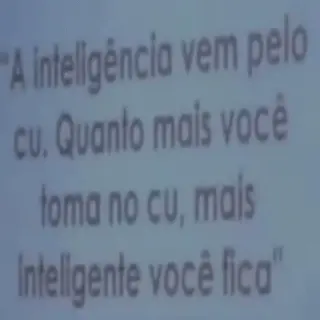 "A inteligência vem pelo
cu. Quanto mais você
toma no cu, mais
inteligente você fica"